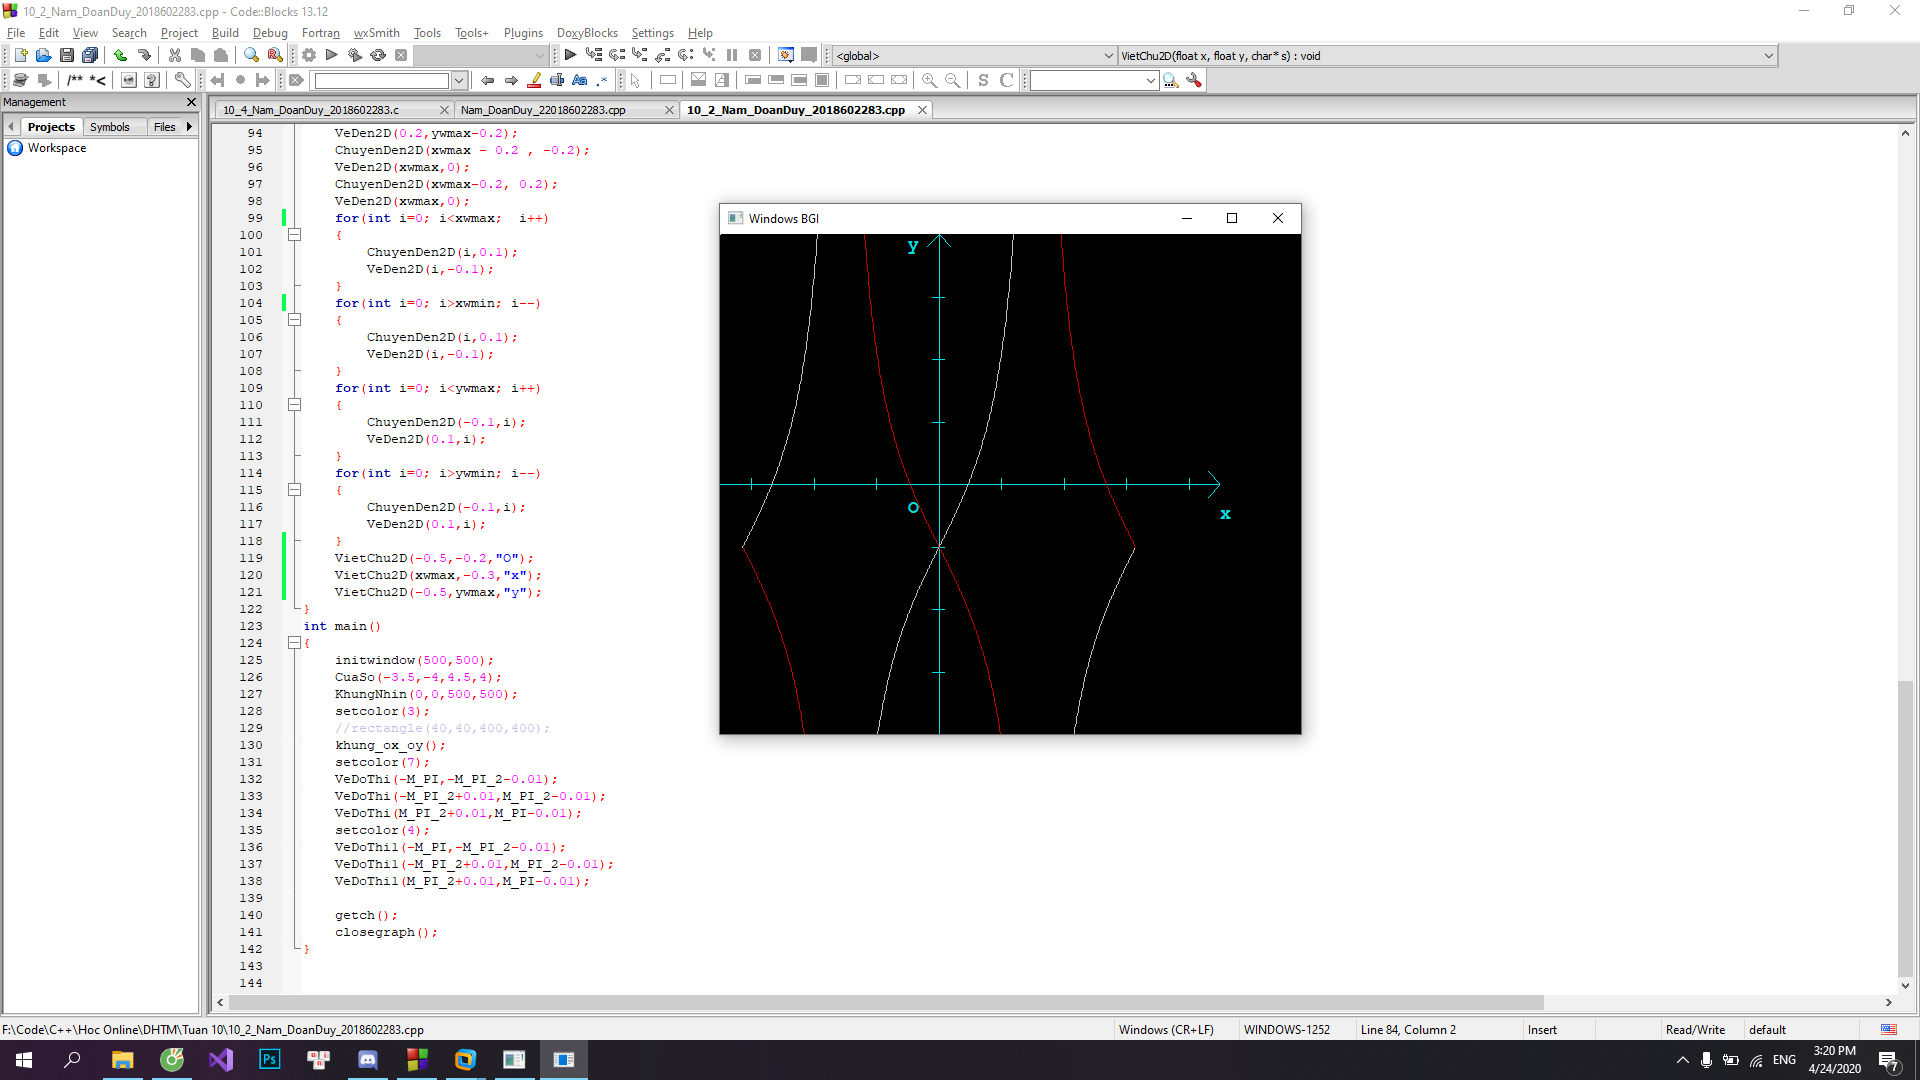 10_2_Nam_DoanDuy_2018602283.cpp - Code::Blocks 13.12
File Edit View Search Project Build Debug Fortran wxSmith Tools Tools+ Plugins DoxyBlocks Settings Help
<global> VietChu2D(float x, float y, char* s) : void
/** *<
S C
Management
10_4_Nam_DoanDuy_2018602283.c Nam_DoanDuy_22018602283.cpp 10_2_Nam_DoanDuy_2018602283.cpp
Projects Symbols Files
Workspace
94 VeDen2D(0.2,ywmax-0.2);
95 ChuyenDen2D(xwmax - 0.2 , -0.2);
96 VeDen2D(xwmax,0);
97 ChuyenDen2D(xwmax-0.2, 0.2);
98 VeDen2D(xwmax,0);
99 for(int i=0; i<xwmax;  i++)
100 {
101 ChuyenDen2D(i,0.1);
102 VeDen2D(i,-0.1);
103 }
104 for(int i=0; i>xwmin; i--)
105 {
106 ChuyenDen2D(i,0.1);
107 VeDen2D(i,-0.1);
108 }
109 for(int i=0; i<ywmax; i++)
110 {
111 ChuyenDen2D(-0.1,i);
112 VeDen2D(0.1,i);
113 }
114 for(int i=0; i>ywmin; i--)
115 {
116 ChuyenDen2D(-0.1,i);
117 VeDen2D(0.1,i);
118 }
119 VietChu2D(-0.5,-0.2,"O");
120 VietChu2D(xwmax,-0.3,"x");
121 VietChu2D(-0.5,ywmax,"y");
122 }
123 int main()
124 {
125 initwindow(500,500);
126 CuaSo(-3.5,-4,4.5,4);
127 KhungNhin(0,0,500,500);
128 setcolor(3);
129 //rectangle(40,40,400,400);
130 khung_ox_oy();
131 setcolor(7);
132 VeDoThi(-M_PI,-M_PI_2-0.01);
133 VeDoThi(-M_PI_2+0.01,M_PI_2-0.01);
134 VeDoThi(M_PI_2+0.01,M_PI-0.01);
135 setcolor(4);
136 VeDoThi1(-M_PI,-M_PI_2-0.01);
137 VeDoThi1(-M_PI_2+0.01,M_PI_2-0.01);
138 VeDoThi1(M_PI_2+0.01,M_PI-0.01);
139
140 getch();
141 closegraph();
142 }
143
144
Windows BGI
y
O
x
F:\Code\C++\Hoc Online\DHTM\Tuan 10\10_2_Nam_DoanDuy_2018602283.cpp Windows (CR+LF) WINDOWS-1252 Line 84, Column 2 Insert Read/Write default
Ps
ENG
3:20 PM
4/24/2020
7